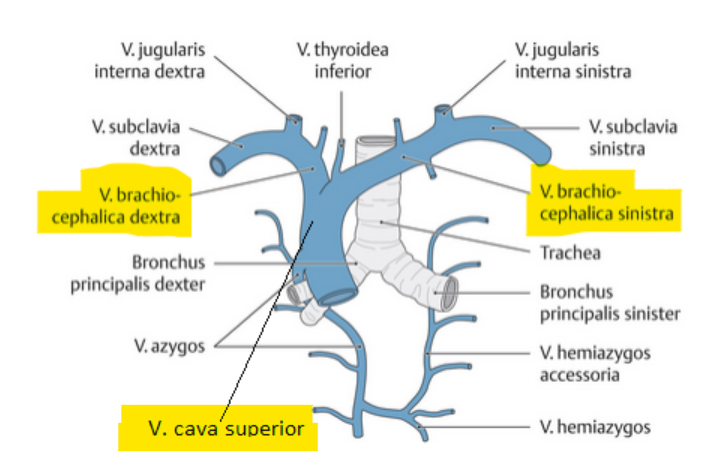 V. jugularis
interna dextra
V. thyroidea
inferior
V. jugularis
interna sinistra
V. subclavia
dextra
V. subclavia
sinistra
V. brachio-
cephalica dextra
V. brachio-
cephalica sinistra
Trachea
Bronchus
principalis dexter
Bronchus
principalis sinister
V. azygos
V. hemiazygos
accessoria
V. cava superior
V. hemiazygos